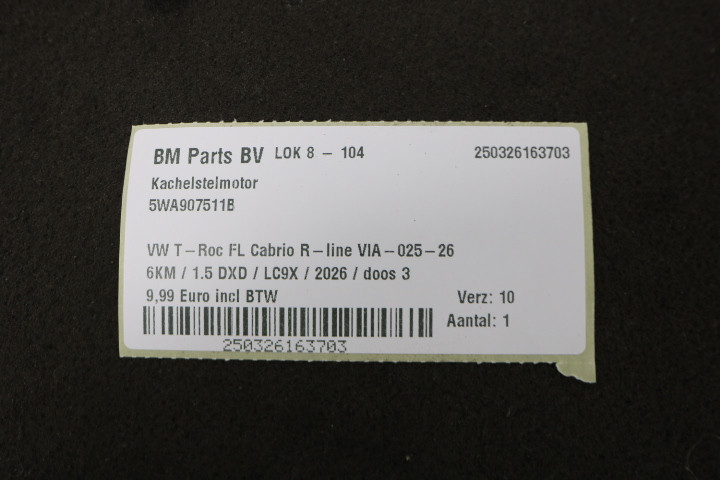 BM Parts BV LOK 8 - 104 250326163703
Kachelstelmotor
5WA907511B
VW T-Roc FL Cabrio R-line VIA-025-26
6KM / 1.5 DXD / LC9X / 2026 / doos 3
9,99 Euro incl BTW Verz: 10
Aantal: 1
250326163703